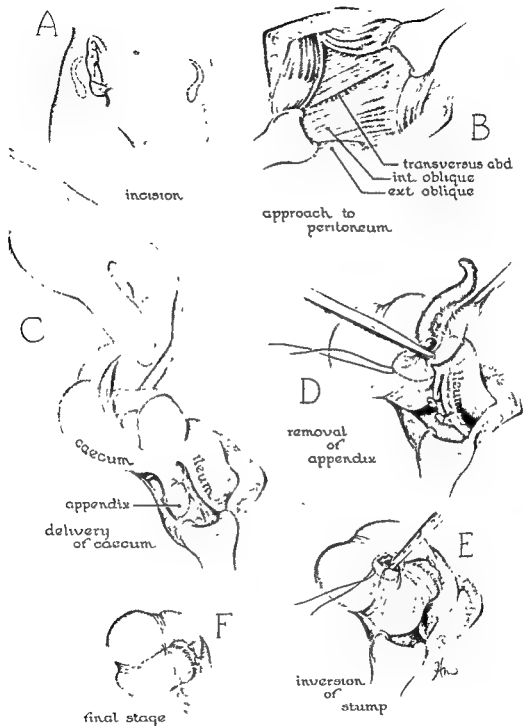 A
incision
B
transversus abd
int. oblique
ext oblique
approach to
peritoneum
C
caecum
ileum
appendix
delivery
of caecum
D
ileum
removal
of
appendix
E
inversion
of
stump
F
final stage